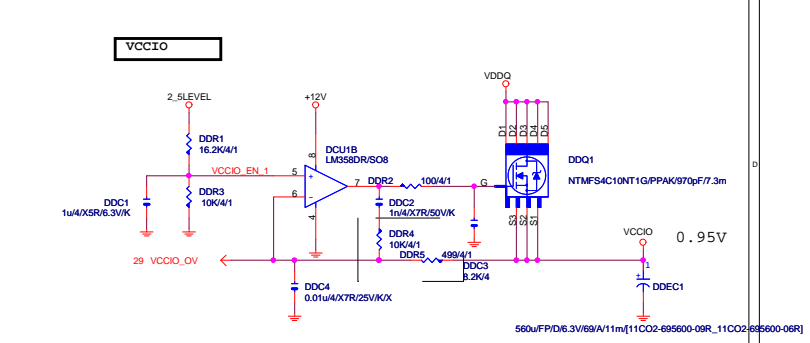 VCCIO
VDDQ
2_5LEVEL
+12V
D1
D2
D3
D4
D5
DDR1
16.2K/4/1
DCU1B
LM358DR/SO8
8
D
DDQ1
VCCIO_EN_1
5
+
7
DDR2
100/4/1
G
NTMFS4C10NT1G/PPAK/970pF/7.3m
6
-
DDR3
10K/4/1
DDC1
1u/4/X5R/6.3V/K
4
DDC2
1n/4/X7R/50V/K
S3
S2
S1
DDR4
10K/4/1
VCCIO
0.95V
29 VCCIO_OV
DDR5
499/4/1
DDC3
8.2K/4
1
+
DDC4
0.01u/4/X7R/25V/K/X
DDEC1
560u/FP/D/6.3V/69/A/11m/[11CO2-695600-09R_11CO2-695600-06R]